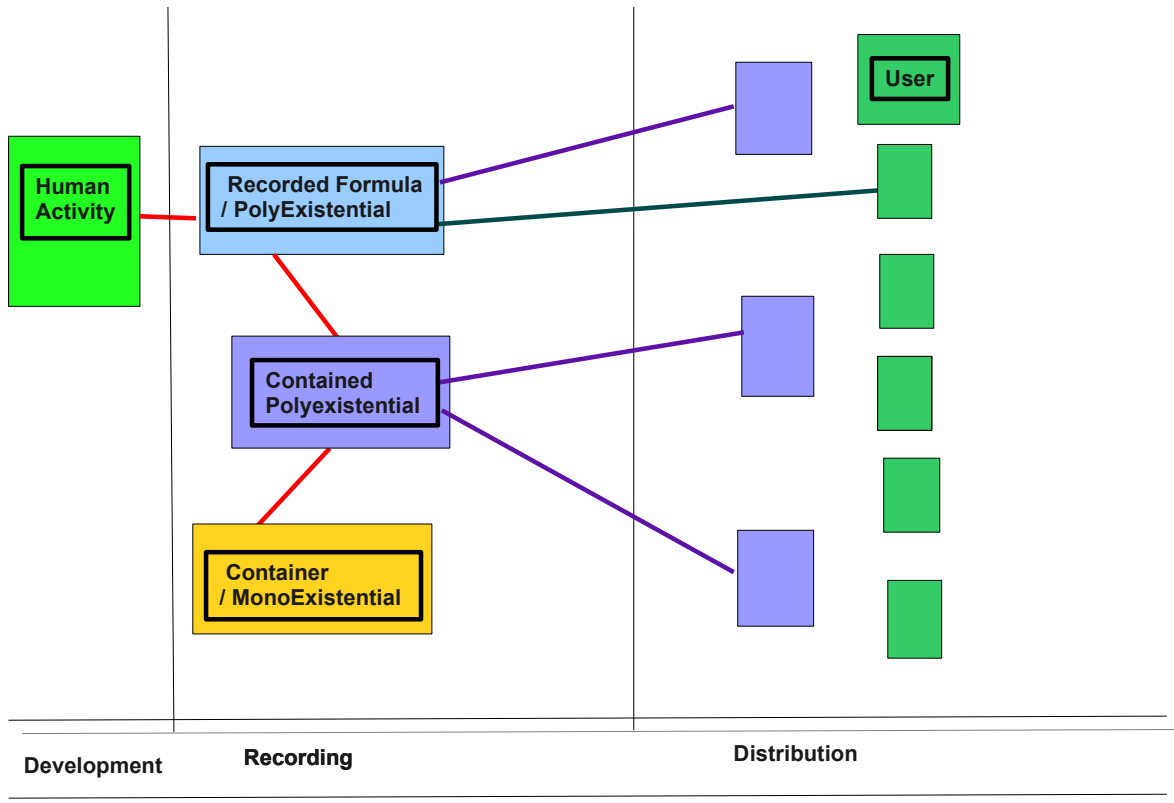 User
Human
Activity
Recorded Formula
/ PolyExistential
Contained
Polyexistential
Container
/ MonoExistential
Development
Recording
Distribution